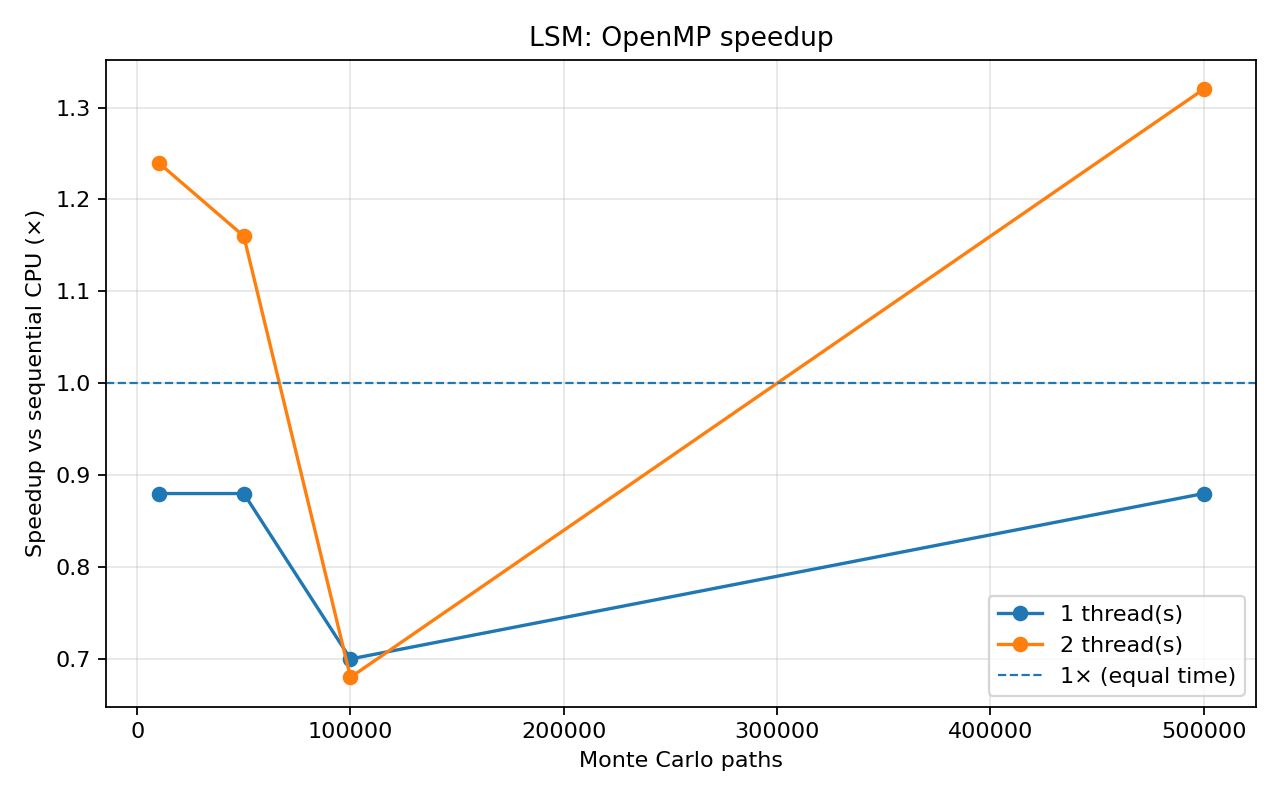 LSM: OpenMP speedup
Speedup vs sequential CPU (×)
1.3
1.2
1.1
1.0
0.9
0.8
0.7
1 thread(s)
2 thread(s)
1× (equal time)
0 100000 200000 300000 400000 500000
Monte Carlo paths